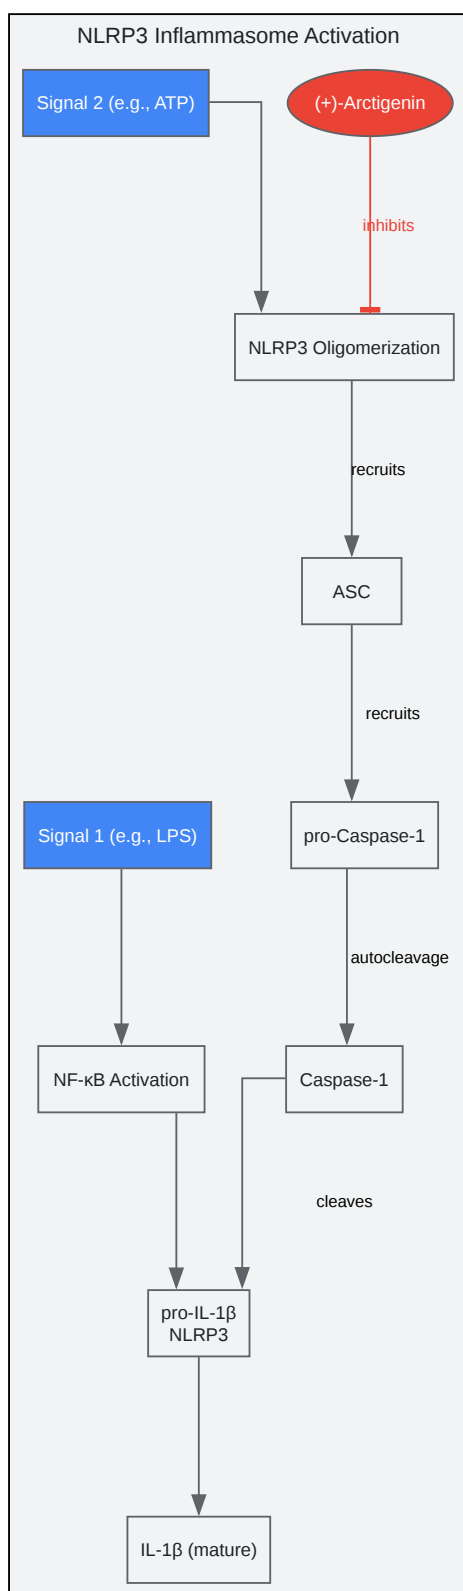 NLRP3 Inflammasome Activation
Signal 2 (e.g., ATP)
(+)-Arctigenin
inhibits
NLRP3 Oligomerization
recruits
ASC
recruits
Signal 1 (e.g., LPS)
pro-Caspase-1
autocleavage
NF-κB Activation
Caspase-1
cleaves
pro-IL-1β
NLRP3
IL-1β (mature)